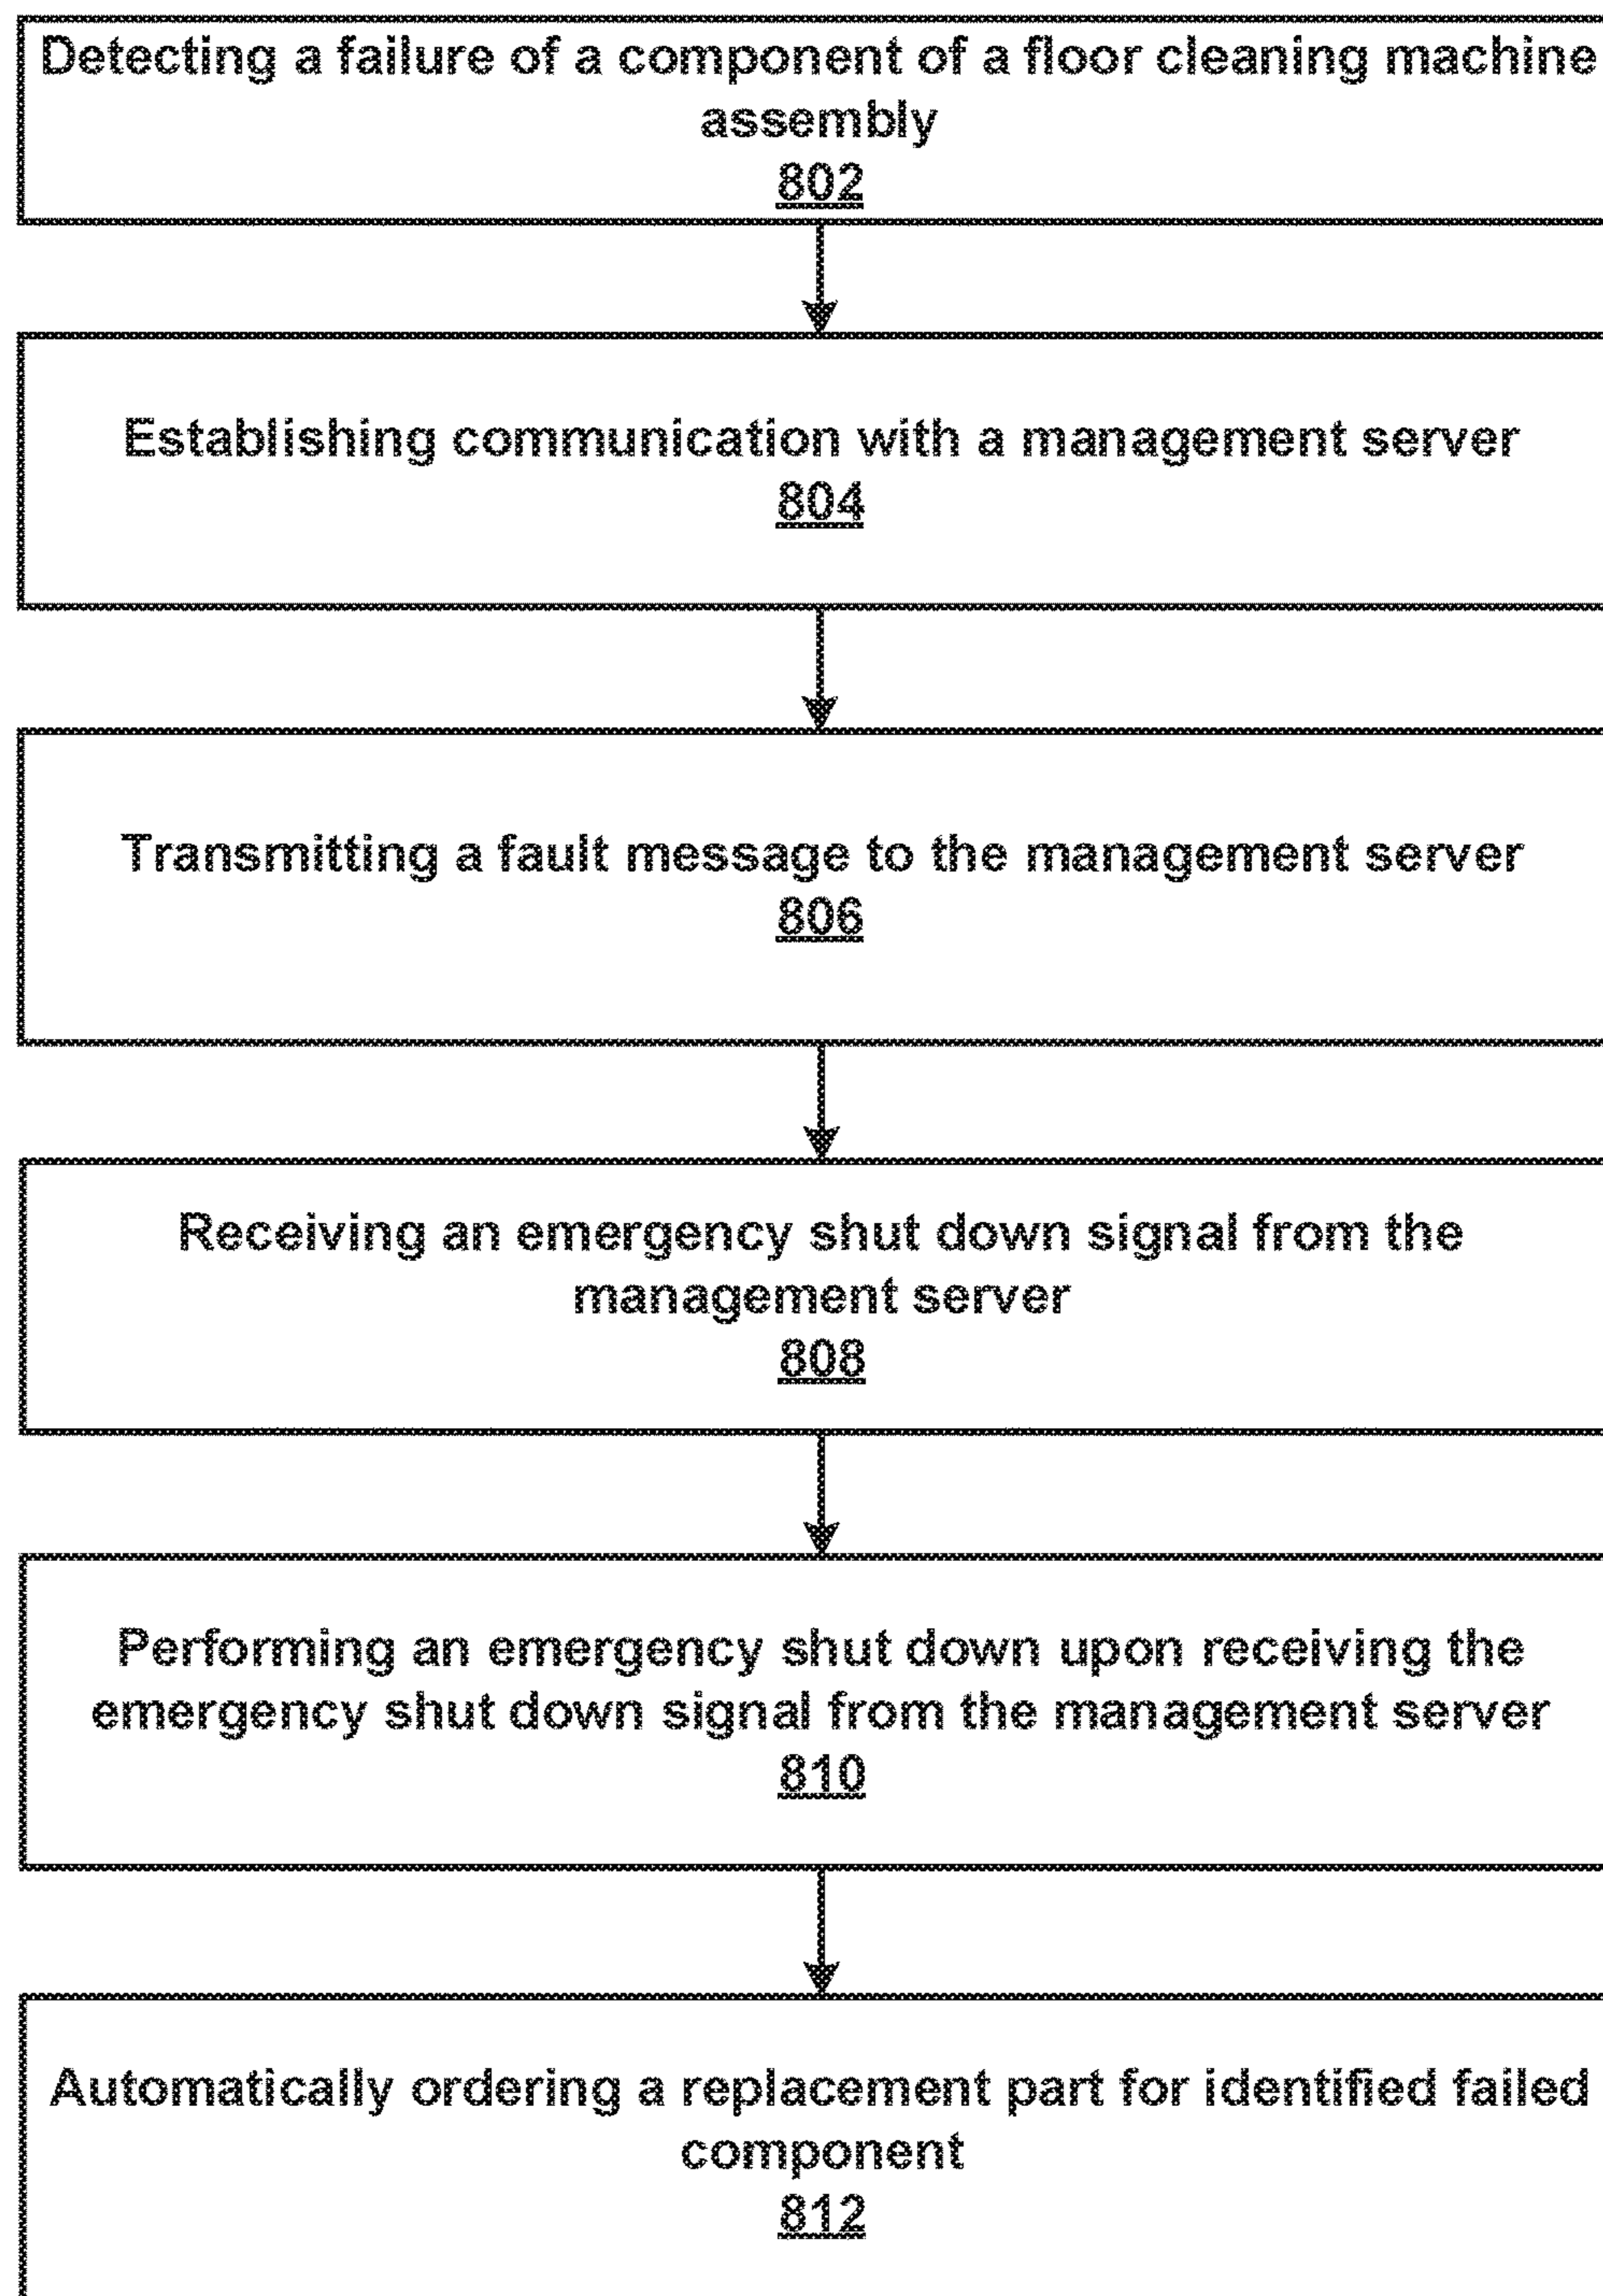 Detecting a failure of a component of a floor cleaning machine
assembly
802
Establishing communication with a management server
804
Transmitting a fault message to the management server
806
Receiving an emergency shut down signal from the
management server
808
Performing an emergency shut down upon receiving the
emergency shut down signal from the management server
810
Automatically ordering a replacement part for identified failed
component
812